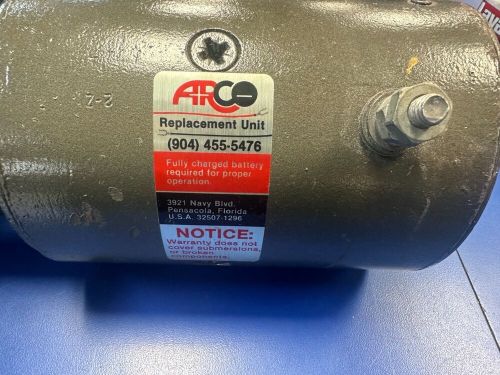 ARCO
Replacement Unit
(904) 455-5476
Fully charged battery
required for proper
operation.
3921 Navy Blvd.
Pensacola, Florida
U.S.A. 32507-1296
NOTICE:
Warranty does not
cover submersions,
or broken
components.